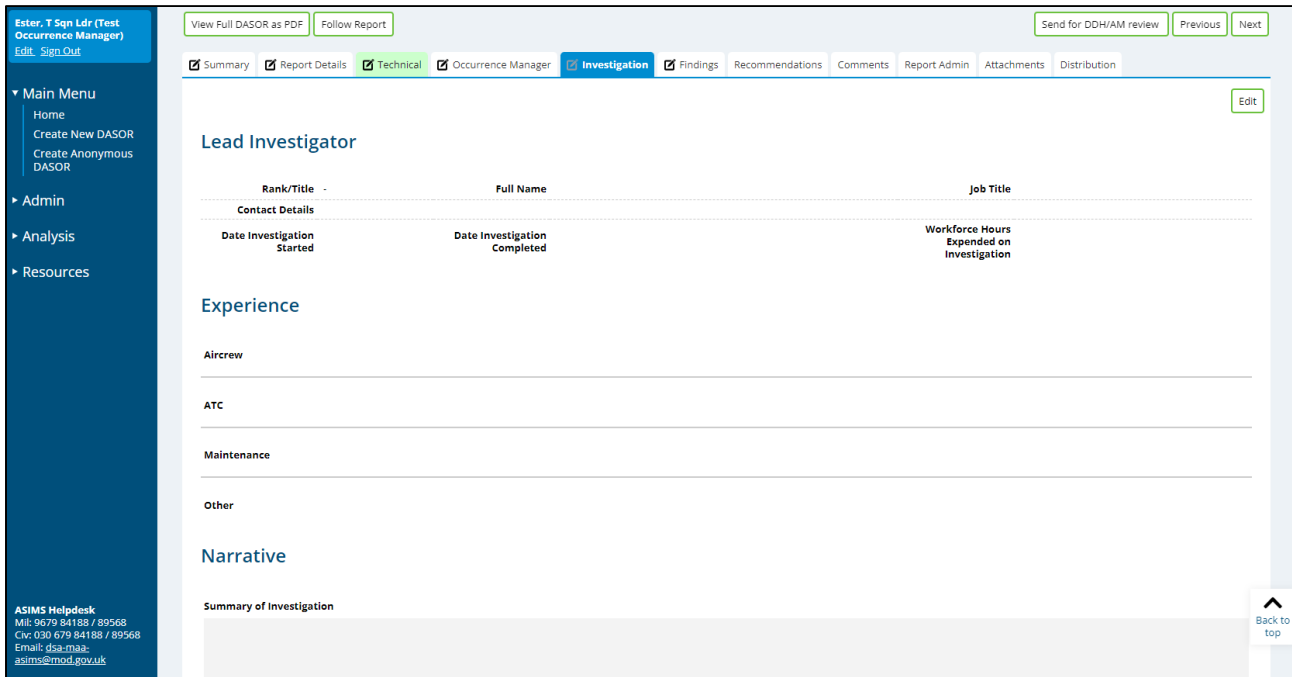 Ester, T Sqn Ldr (Test
Occurrence Manager)
Edit Sign Out
Main Menu
Home
Create New DASOR
Create Anonymous
DASOR
Admin
Analysis
Resources
ASIMS Helpdesk
Mil: 9679 84188 / 89568
Civ: 030 679 84188 / 89568
Email: dsa-maa-
asims@mod.gov.uk
View Full DASOR as PDF Follow Report Send for DDH/AM review Previous Next
Summary Report Details Technical Occurrence Manager Investigation Findings Recommendations Comments Report Admin Attachments Distribution
Edit
Lead Investigator
Rank/Title - Full Name Job Title
Contact Details
Date Investigation
Started
Date Investigation
Completed
Workforce Hours
Expended on
Investigation
Experience
Aircrew
ATC
Maintenance
Other
Narrative
Summary of Investigation
Back to
top